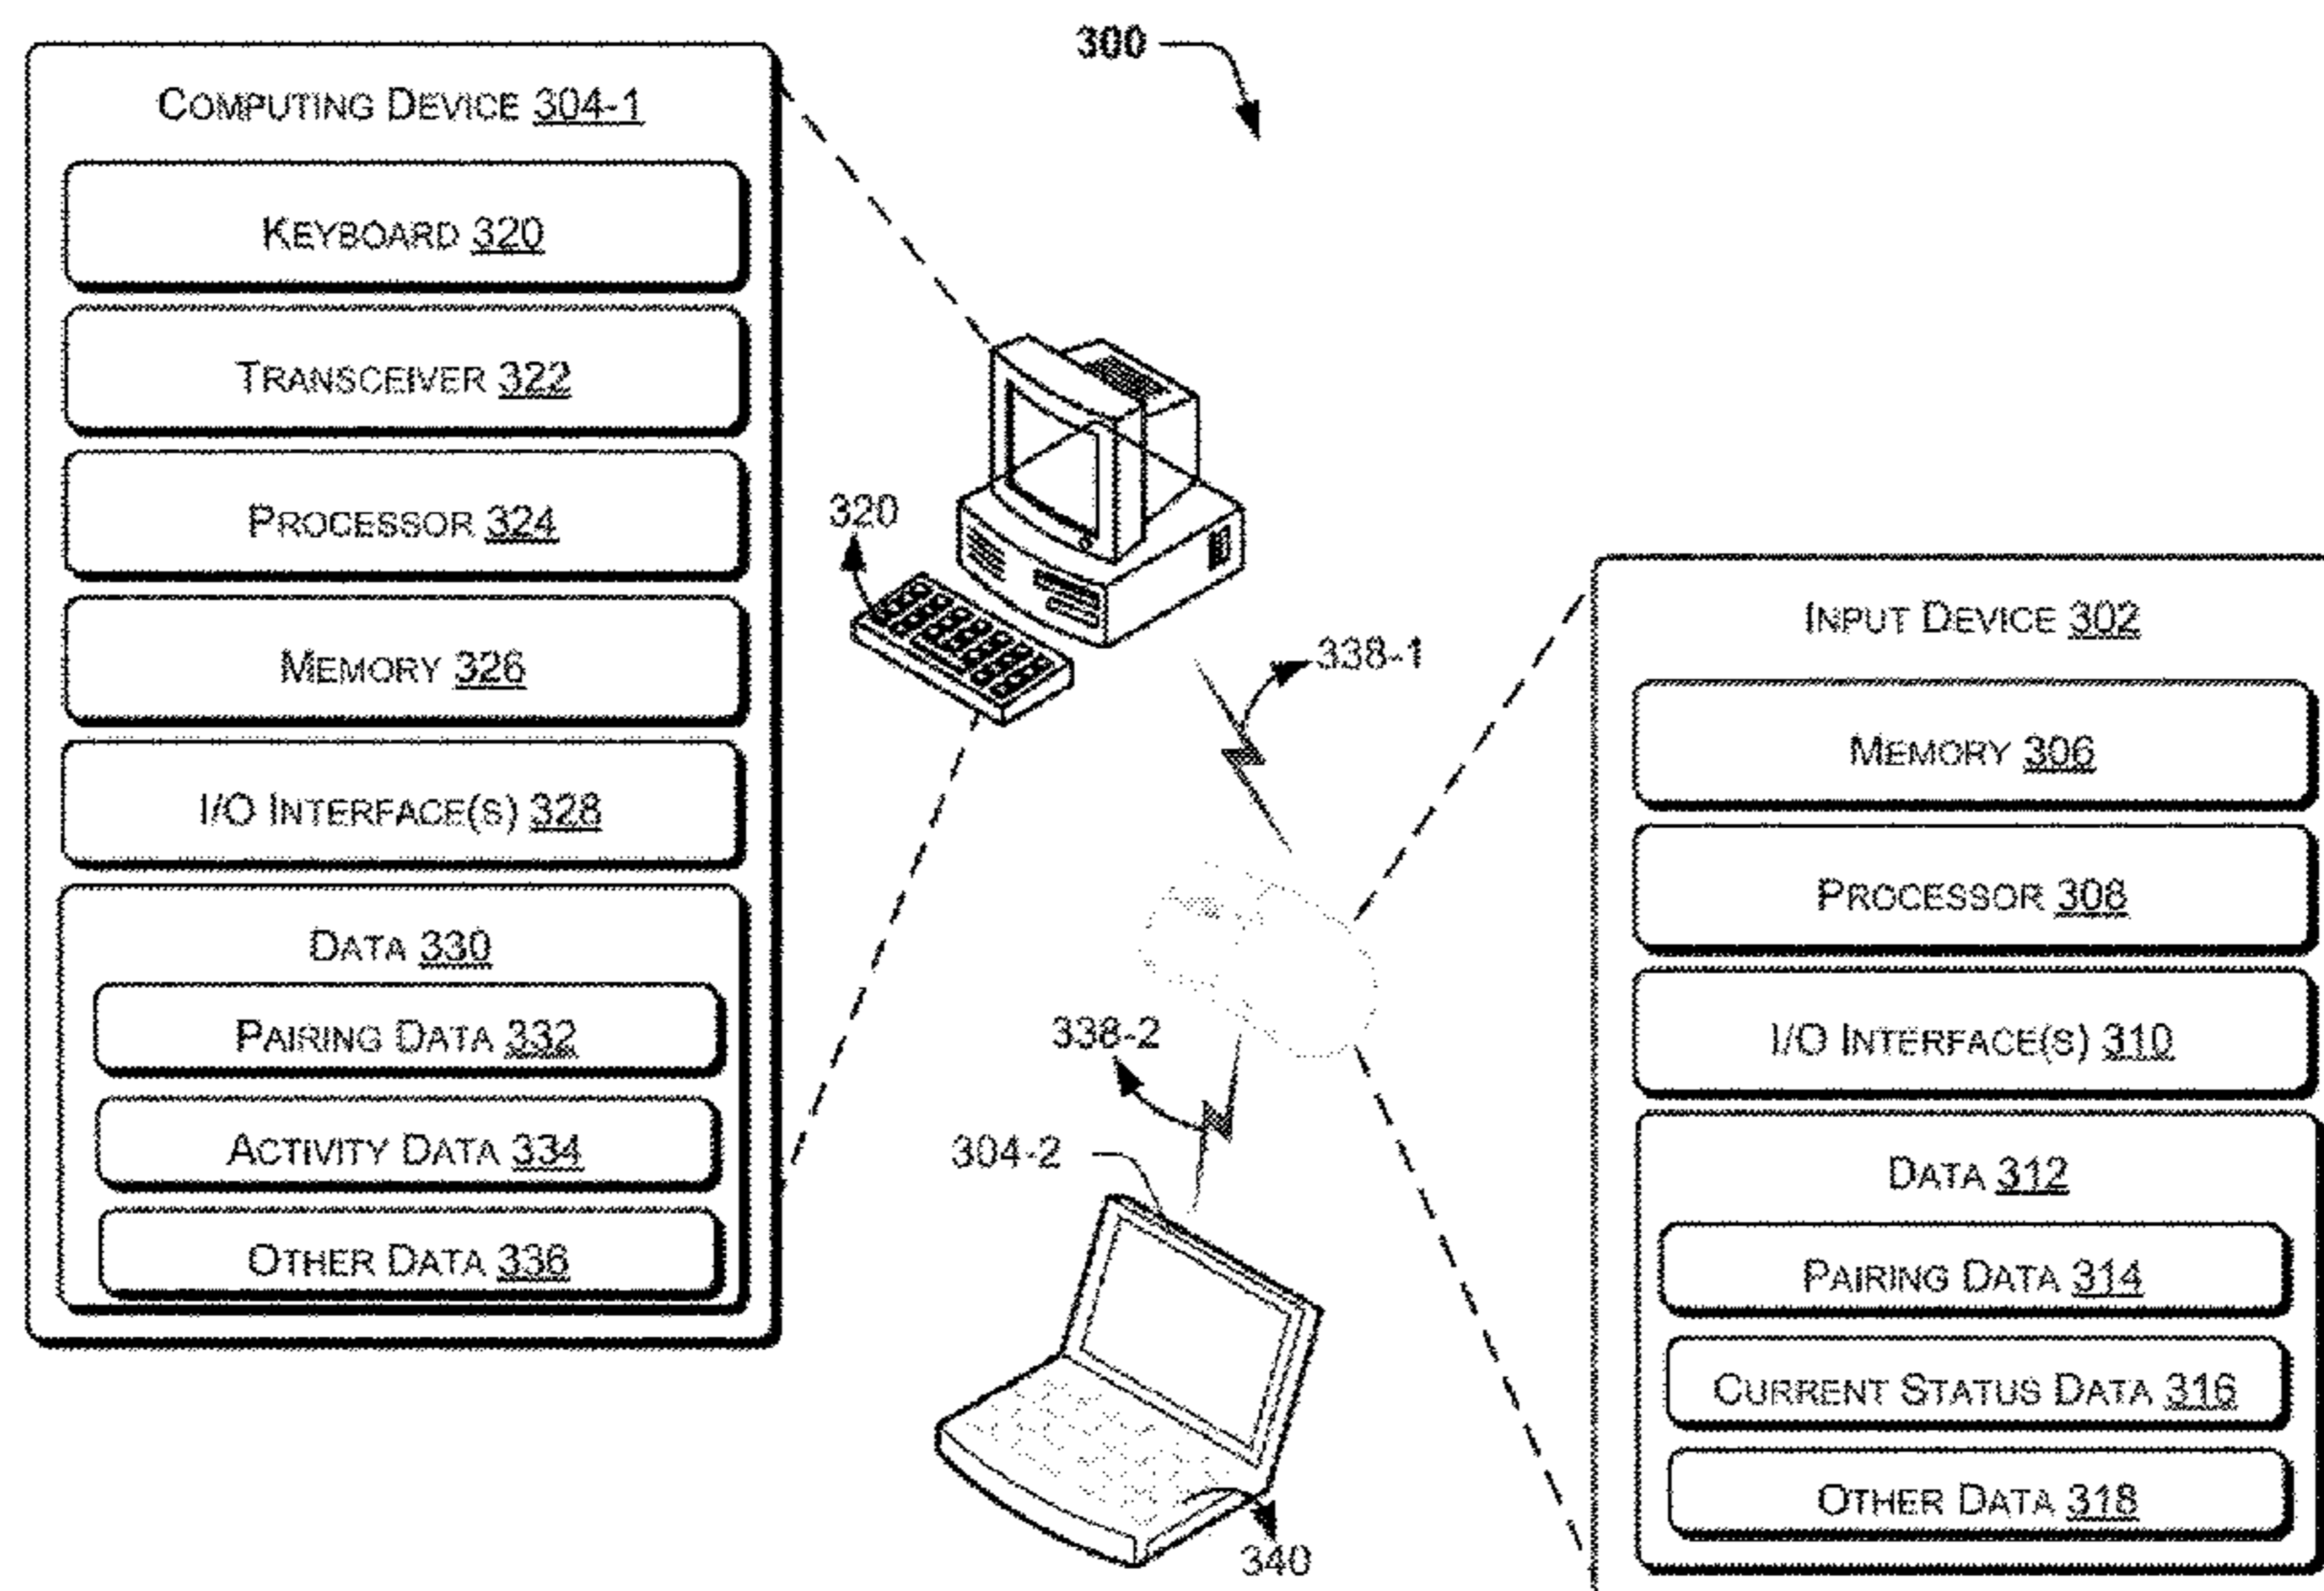 300
COMPUTING DEVICE 304-1
KEYBOARD 320
TRANSCEIVER 322
PROCESSOR 324
MEMORY 326
I/O INTERFACE(S) 328
DATA 330
PAIRING DATA 332
ACTIVITY DATA 334
OTHER DATA 336
320
338-1
338-2
304-2
340
INPUT DEVICE 302
MEMORY 306
PROCESSOR 308
I/O INTERFACE(S) 310
DATA 312
PAIRING DATA 314
CURRENT STATUS DATA 316
OTHER DATA 318